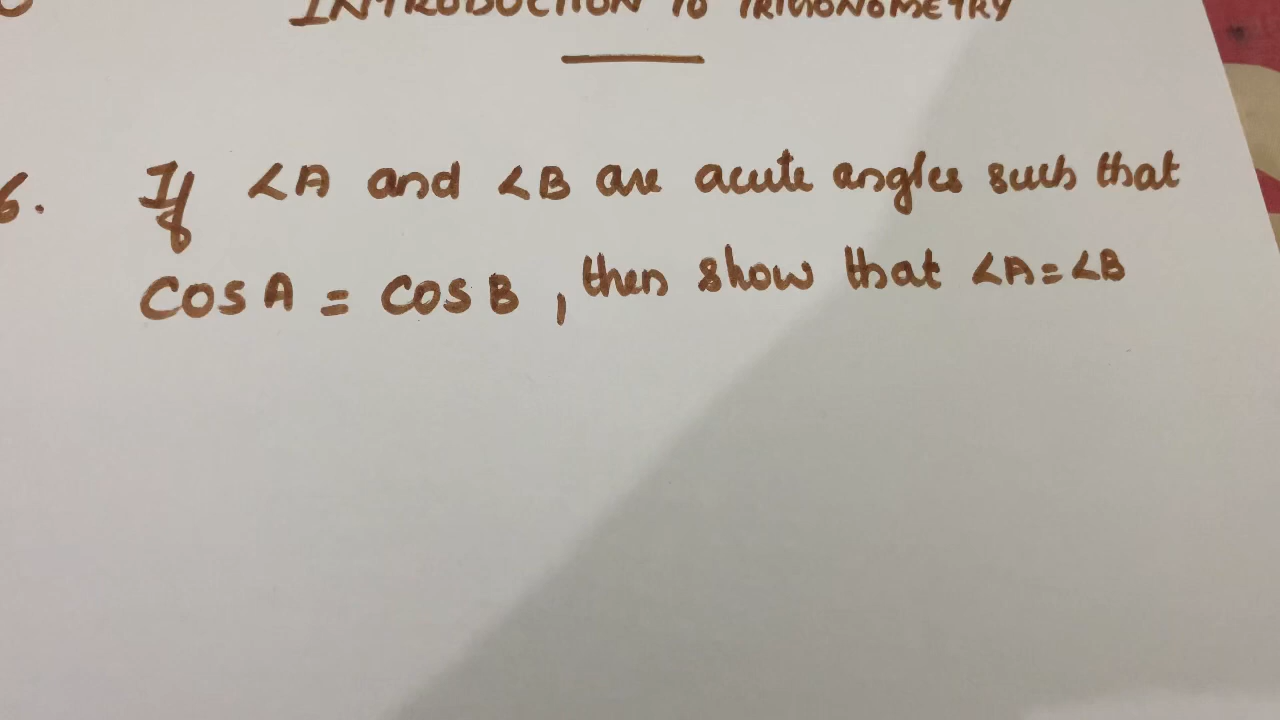 INTRODUCTION TO TRIGONOMETRY
6. If ∠A and ∠B are acute angles such that
COS A = COS B, then show that ∠A=∠B